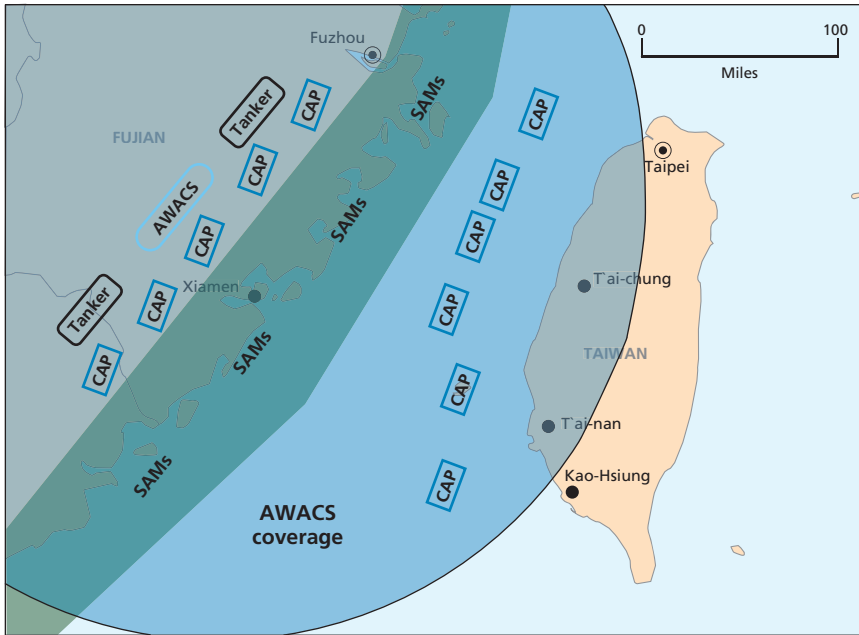 0
100
Miles
Fuzhou
SAMs
CAP
Tanker
CAP
Taipei
FUJIAN
CAP
CAP
AWACS
SAMs
CAP
CAP
Xiamen
T`ai-chung
Tanker
CAP
CAP
SAMs
TAIWAN
CAP
CAP
T`ai-nan
SAMs
Kao-Hsiung
CAP
AWACS
coverage